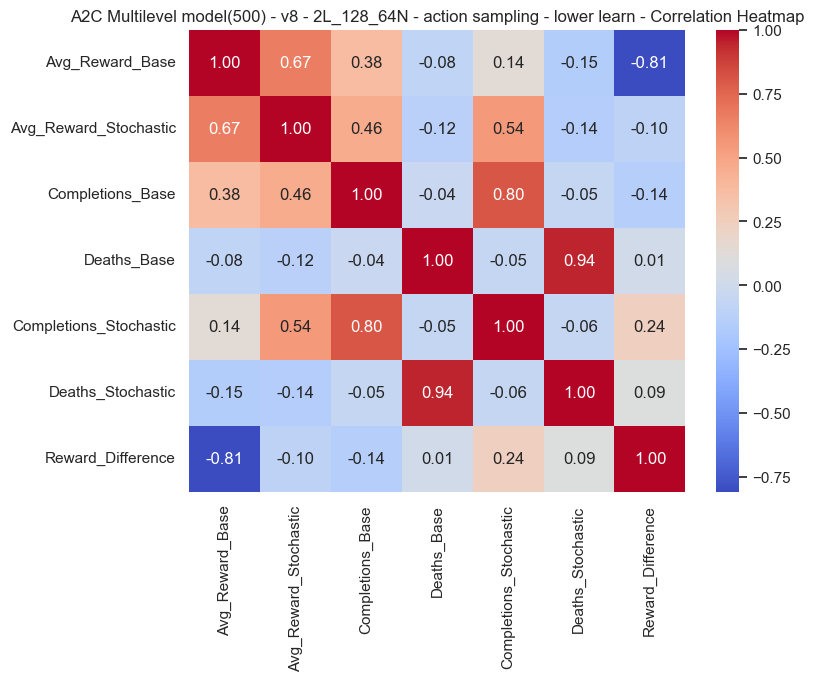 A2C Multilevel model(500) - v8 - 2L_128_64N - action sampling - lower learn - Correlation Heatmap
Avg_Reward_Base 1.00 0.67 0.38 -0.08 0.14 -0.15 -0.81
Avg_Reward_Stochastic 0.67 1.00 0.46 -0.12 0.54 -0.14 -0.10
Completions_Base 0.38 0.46 1.00 -0.04 0.80 -0.05 -0.14
Deaths_Base -0.08 -0.12 -0.04 1.00 -0.05 0.94 0.01
Completions_Stochastic 0.14 0.54 0.80 -0.05 1.00 -0.06 0.24
Deaths_Stochastic -0.15 -0.14 -0.05 0.94 -0.06 1.00 0.09
Reward_Difference -0.81 -0.10 -0.14 0.01 0.24 0.09 1.00
Avg_Reward_Base
Avg_Reward_Stochastic
Completions_Base
Deaths_Base
Completions_Stochastic
Deaths_Stochastic
Reward_Difference
1.00
0.75
0.50
0.25
0.00
−0.25
−0.50
−0.75